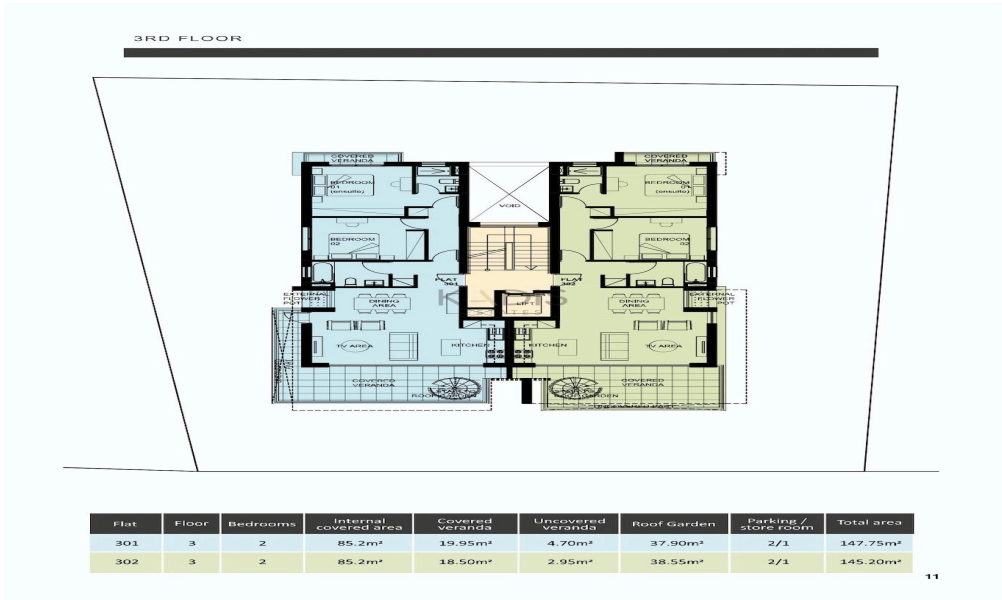 3RD FLOOR
COVERED
VERANDA
COVERED
VERANDA
BEDROOM
01
(ensuite)
BEDROOM
01
(ensuite)
VOID
BEDROOM
02
BEDROOM
02
FLAT
301
FLAT
302
EXTERNAL
FLOWER
POT
DINING
AREA
LIFT
DINING
AREA
EXTERNAL
FLOWER
POT
TV AREA
KITCHEN
KITCHEN
TV AREA
COVERED
VERANDA
COVERED
VERANDA
Flat Floor Bedrooms Internal covered area Covered veranda Uncovered veranda Roof Garden Parking / store room Total area
301 3 2 85.2m² 19.95m² 4.70m² 37.90m² 2/1 147.75m²
302 3 2 85.2m² 18.50m² 2.95m² 38.55m² 2/1 145.20m²
11